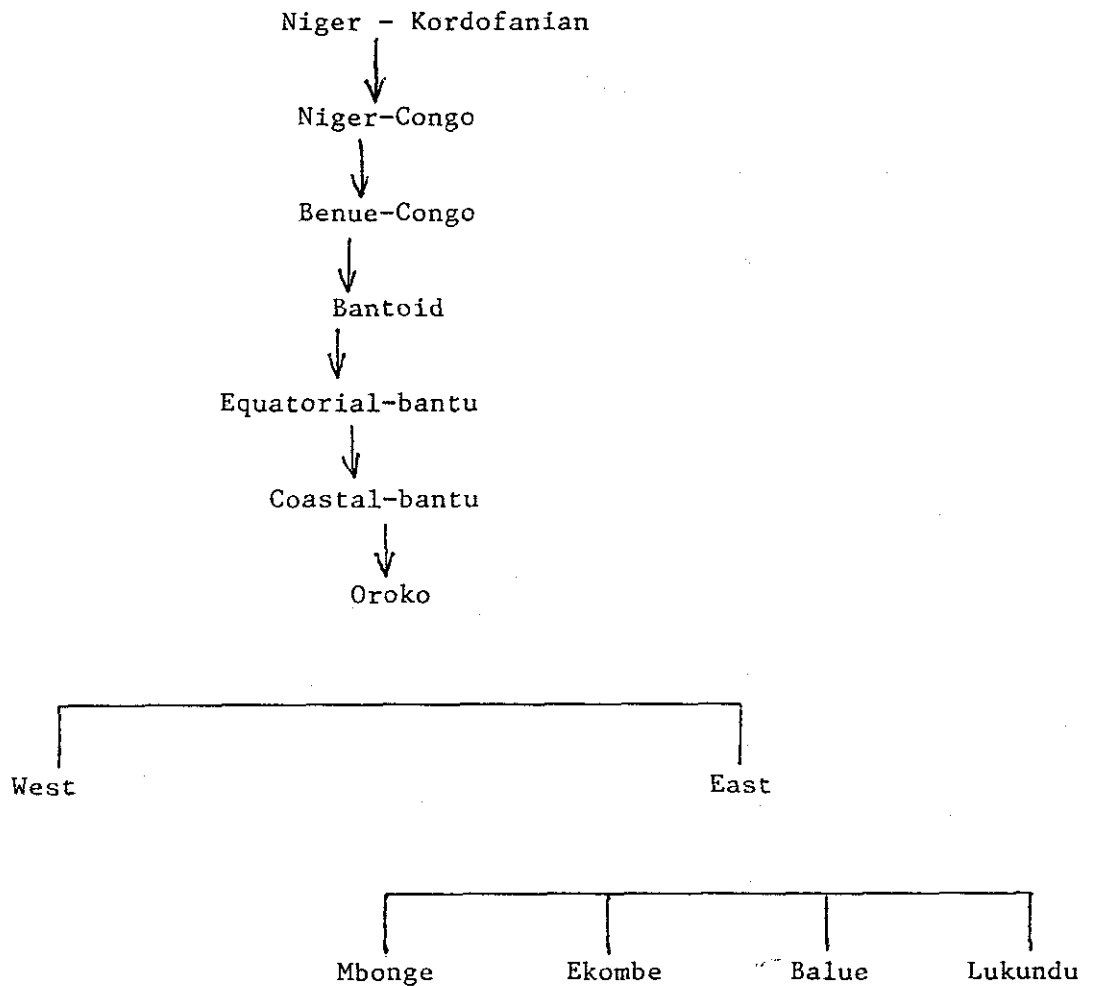 Niger - Kordofanian
Niger-Congo
Benue-Congo
Bantoid
Equatorial-bantu
Coastal-bantu
Oroko
West East
Mbonge Ekombe Balue Lukundu